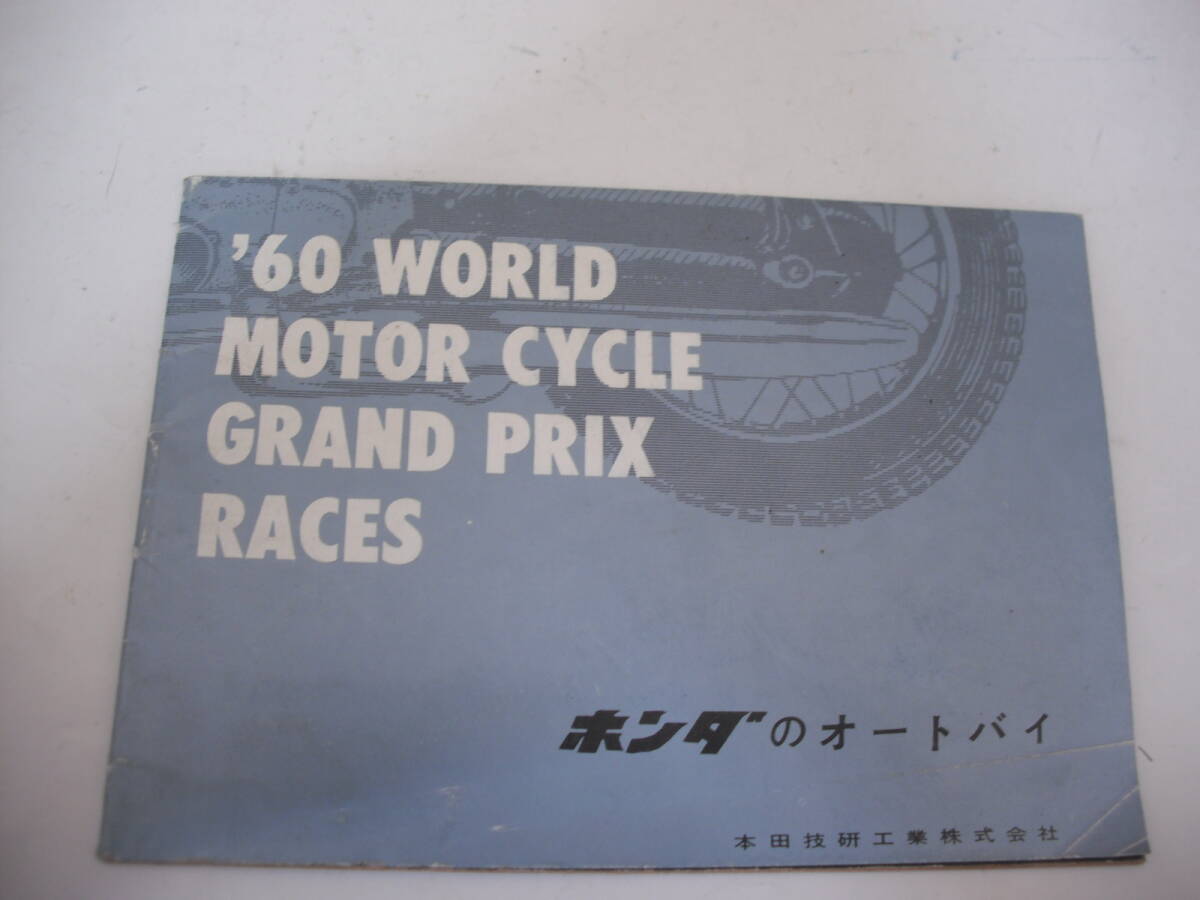 '60 WORLD
MOTOR CYCLE
GRAND PRIX
RACES
ホンダのオートバイ
本田技研工業株式会社